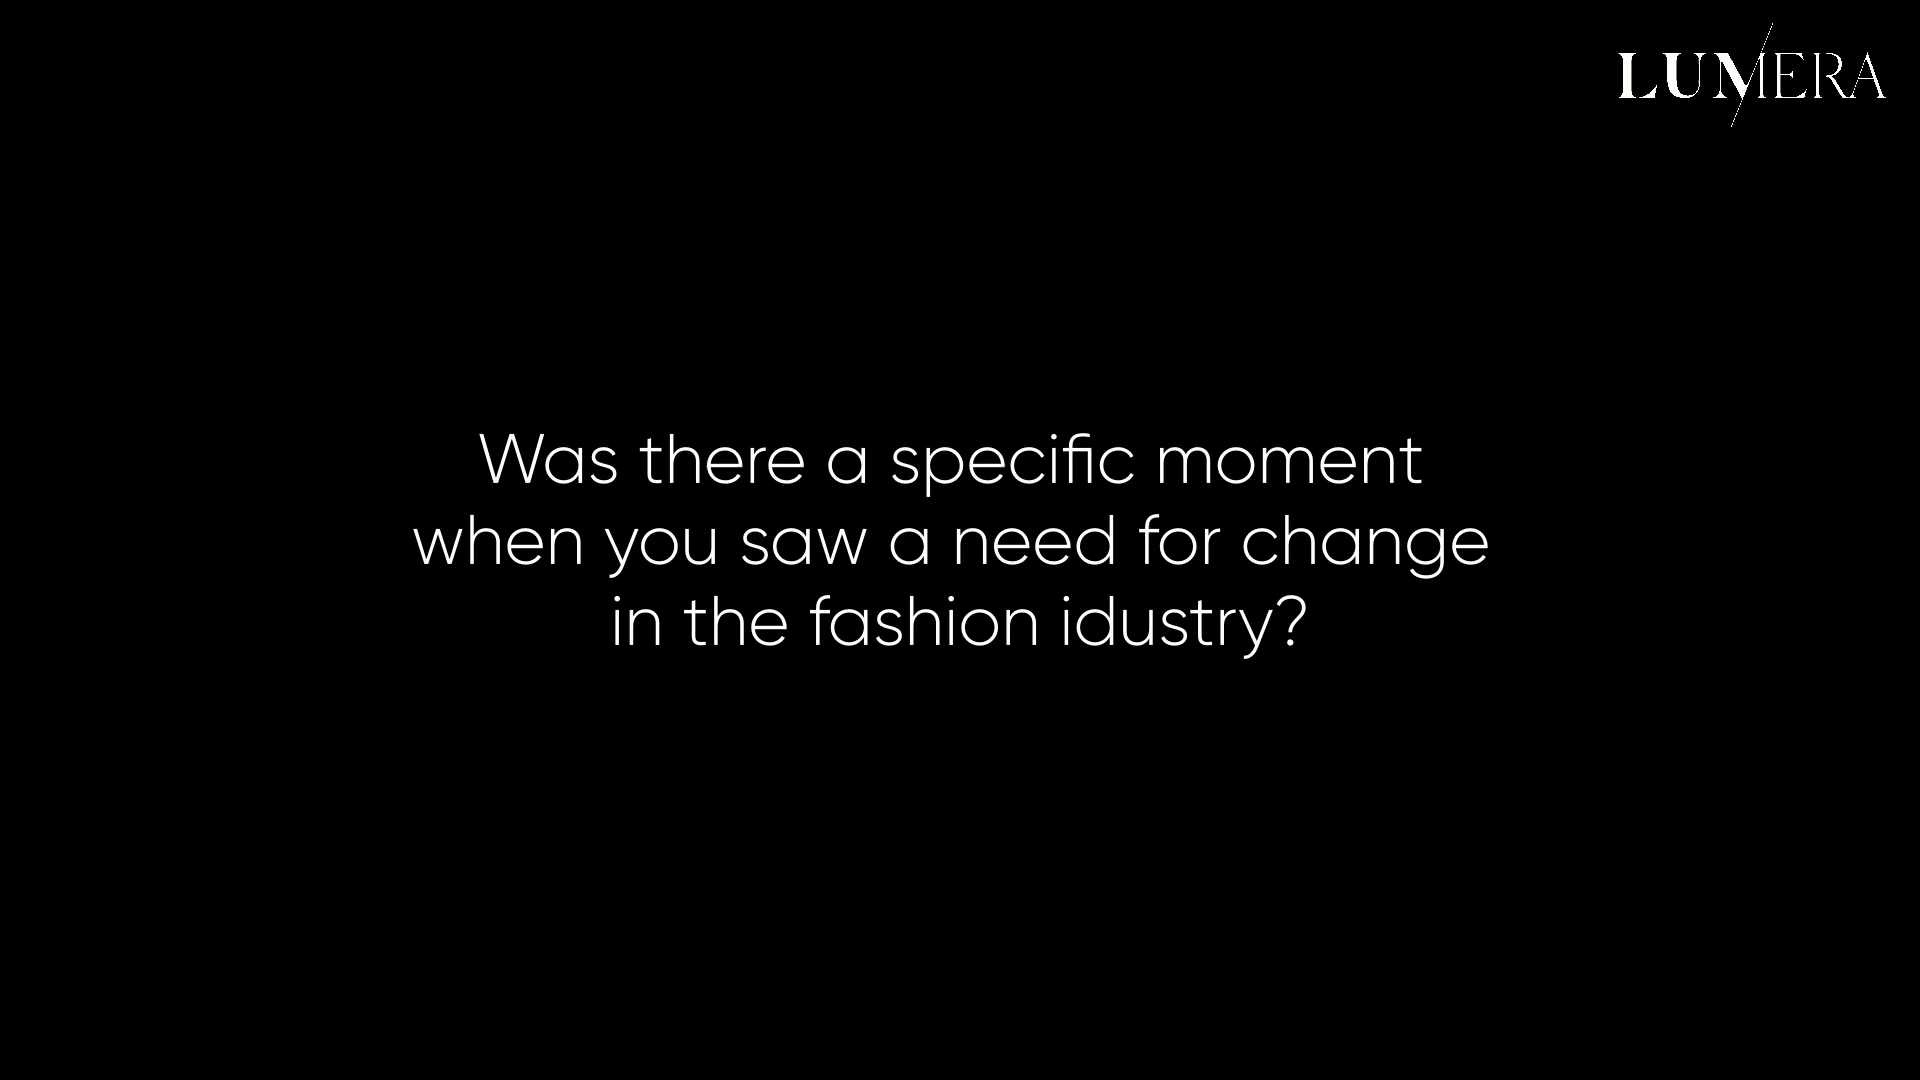 LUMERA
Was there a specific moment
when you saw a need for change
in the fashion idustry?